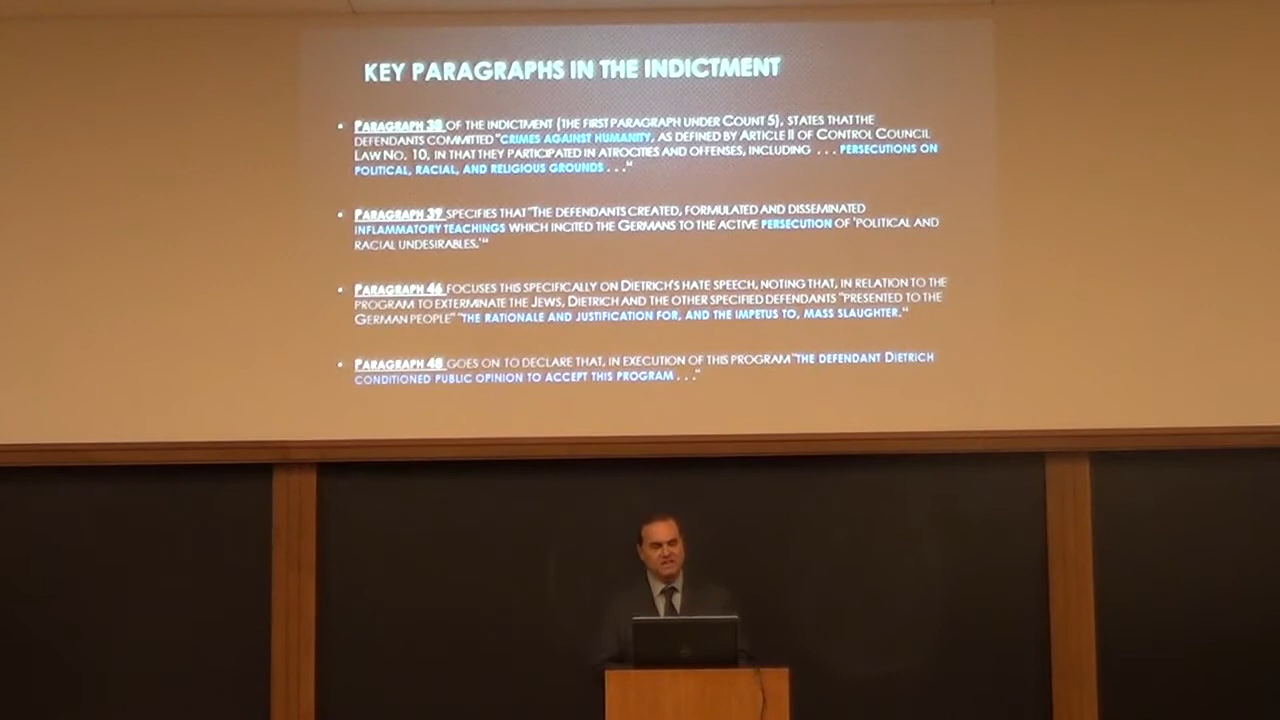 KEY PARAGRAPHS IN THE INDICTMENT
• PARAGRAPH 38 OF THE INDICTMENT (THE FIRST PARAGRAPH UNDER COUNT 5), STATES THAT THE
DEFENDANTS COMMITTED "CRIMES AGAINST HUMANITY, AS DEFINED BY ARTICLE II OF CONTROL COUNCIL
LAW NO. 10, IN THAT THEY PARTICIPATED IN ATROCITIES AND OFFENSES, INCLUDING . . . PERSECUTIONS ON
POLITICAL, RACIAL, AND RELIGIOUS GROUNDS . . ."
• PARAGRAPH 39 SPECIFIES THAT "THE DEFENDANTS CREATED, FORMULATED AND DISSEMINATED
INFLAMMATORY TEACHINGS WHICH INCITED THE GERMANS TO THE ACTIVE PERSECUTION OF 'POLITICAL AND
RACIAL UNDESIRABLES.'"
• PARAGRAPH 46 FOCUSES THIS SPECIFICALLY ON DIETRICH'S HATE SPEECH, NOTING THAT, IN RELATION TO THE
PROGRAM TO EXTERMINATE THE JEWS, DIETRICH AND THE OTHER SPECIFIED DEFENDANTS "PRESENTED TO THE
GERMAN PEOPLE" "THE RATIONALE AND JUSTIFICATION FOR, AND THE IMPETUS TO, MASS SLAUGHTER."
• PARAGRAPH 48 GOES ON TO DECLARE THAT, IN EXECUTION OF THIS PROGRAM "THE DEFENDANT DIETRICH
CONDITIONED PUBLIC OPINION TO ACCEPT THIS PROGRAM . . ."